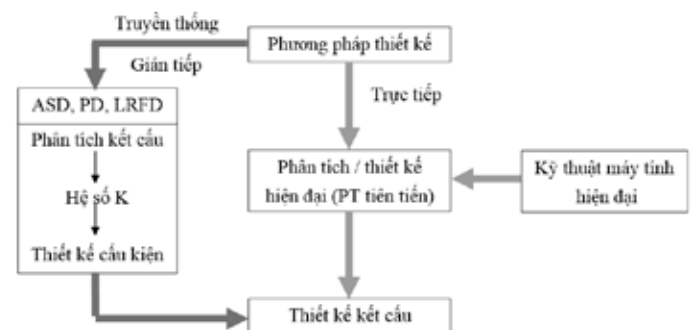 Truyền thống
Phương pháp thiết kế
Gián tiếp
Trực tiếp
ASD, PD, LRFD
Phân tích kết cấu
Hệ số K
Thiết kế cấu kiện
Phân tích / thiết kế
hiện đại (PT tiên tiến)
Kỹ thuật máy tính
hiện đại
Thiết kế kết cấu